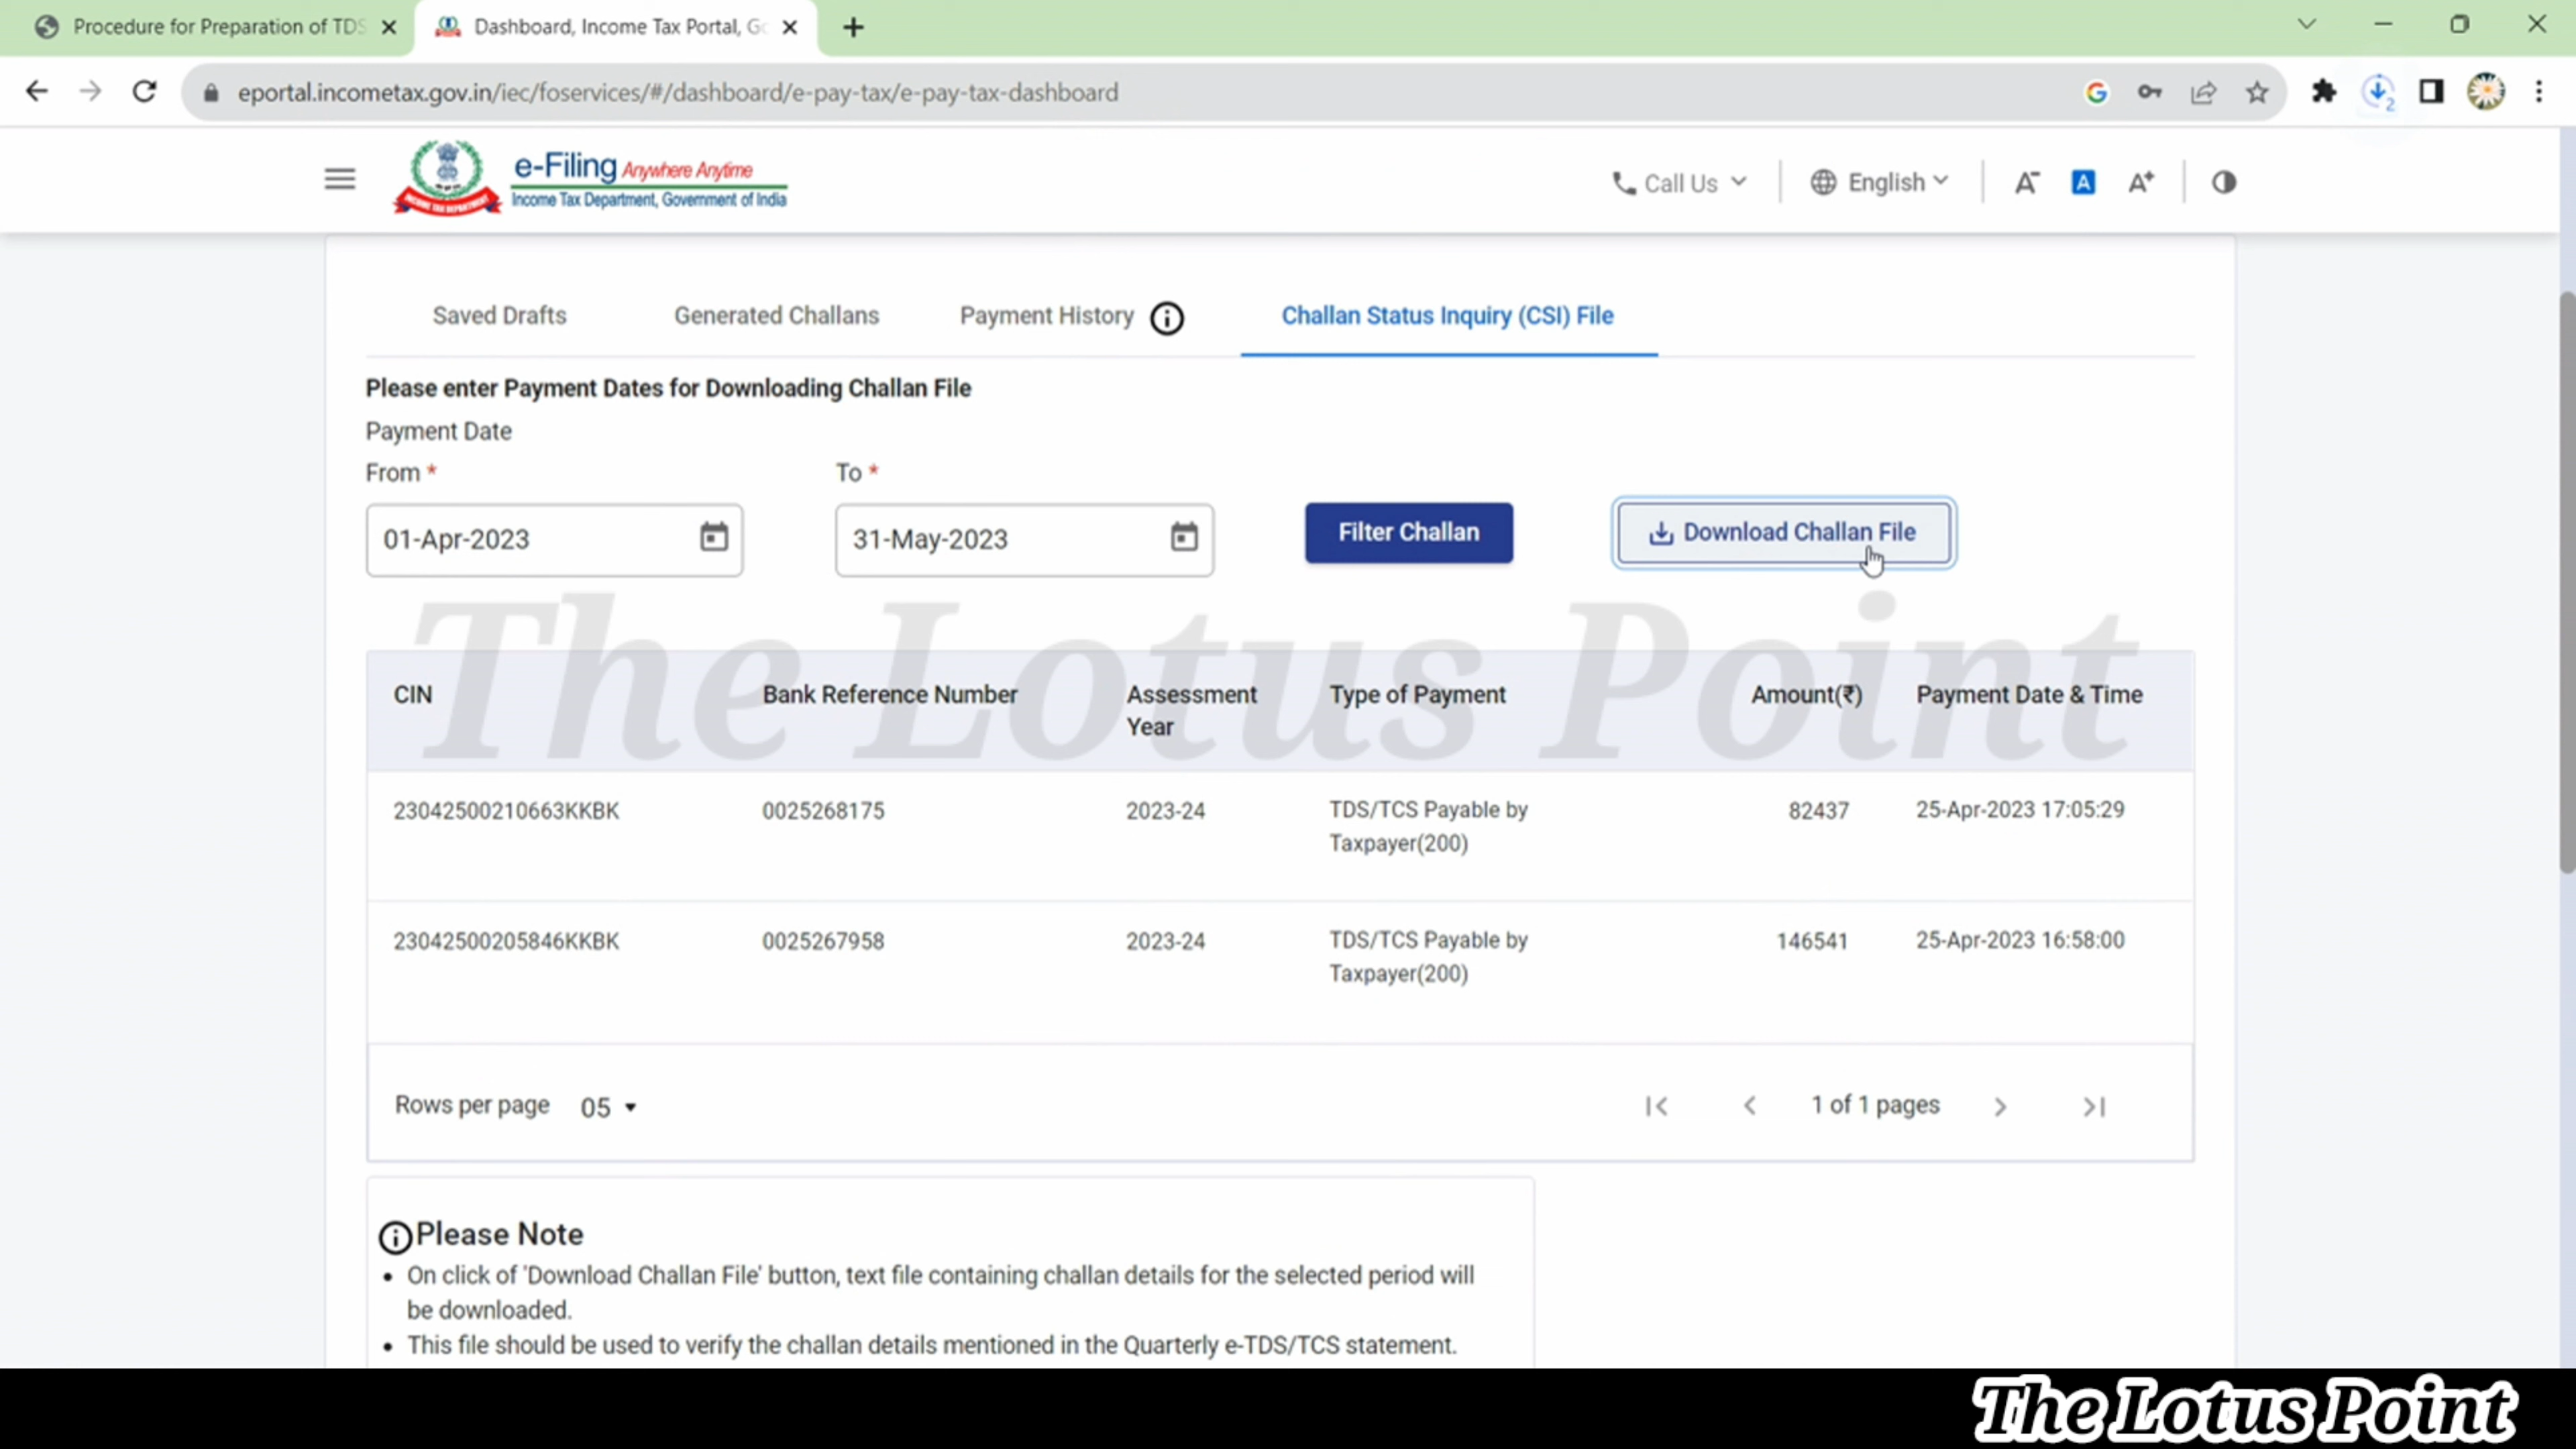 Procedure for Preparation of TDS
Dashboard, Income Tax Portal, Go
eportal.incometax.gov.in/iec/foservices/#/dashboard/e-pay-tax/e-pay-tax-dashboard
2
e-Filing Anywhere Anytime
Income Tax Department, Government of India
INCOME TAX DEPARTMENT
Call Us
English
A-
A
A+
Saved Drafts
Generated Challans
Payment History
Challan Status Inquiry (CSI) File
Please enter Payment Dates for Downloading Challan File
Payment Date
From *
To *
01-Apr-2023
31-May-2023
Filter Challan
Download Challan File
The Lotus Point
CIN Bank Reference Number Assessment Type of Payment Amount(₹) Payment Date & Time
Year
23042500210663KKBK 0025268175 2023-24 TDS/TCS Payable by 82437 25-Apr-2023 17:05:29
Taxpayer(200)
23042500205846KKBK 0025267958 2023-24 TDS/TCS Payable by 146541 25-Apr-2023 16:58:00
Taxpayer(200)
Rows per page 05
1 of 1 pages
Please Note
• On click of 'Download Challan File' button, text file containing challan details for the selected period will
be downloaded.
• This file should be used to verify the challan details mentioned in the Quarterly e-TDS/TCS statement.
The Lotus Point